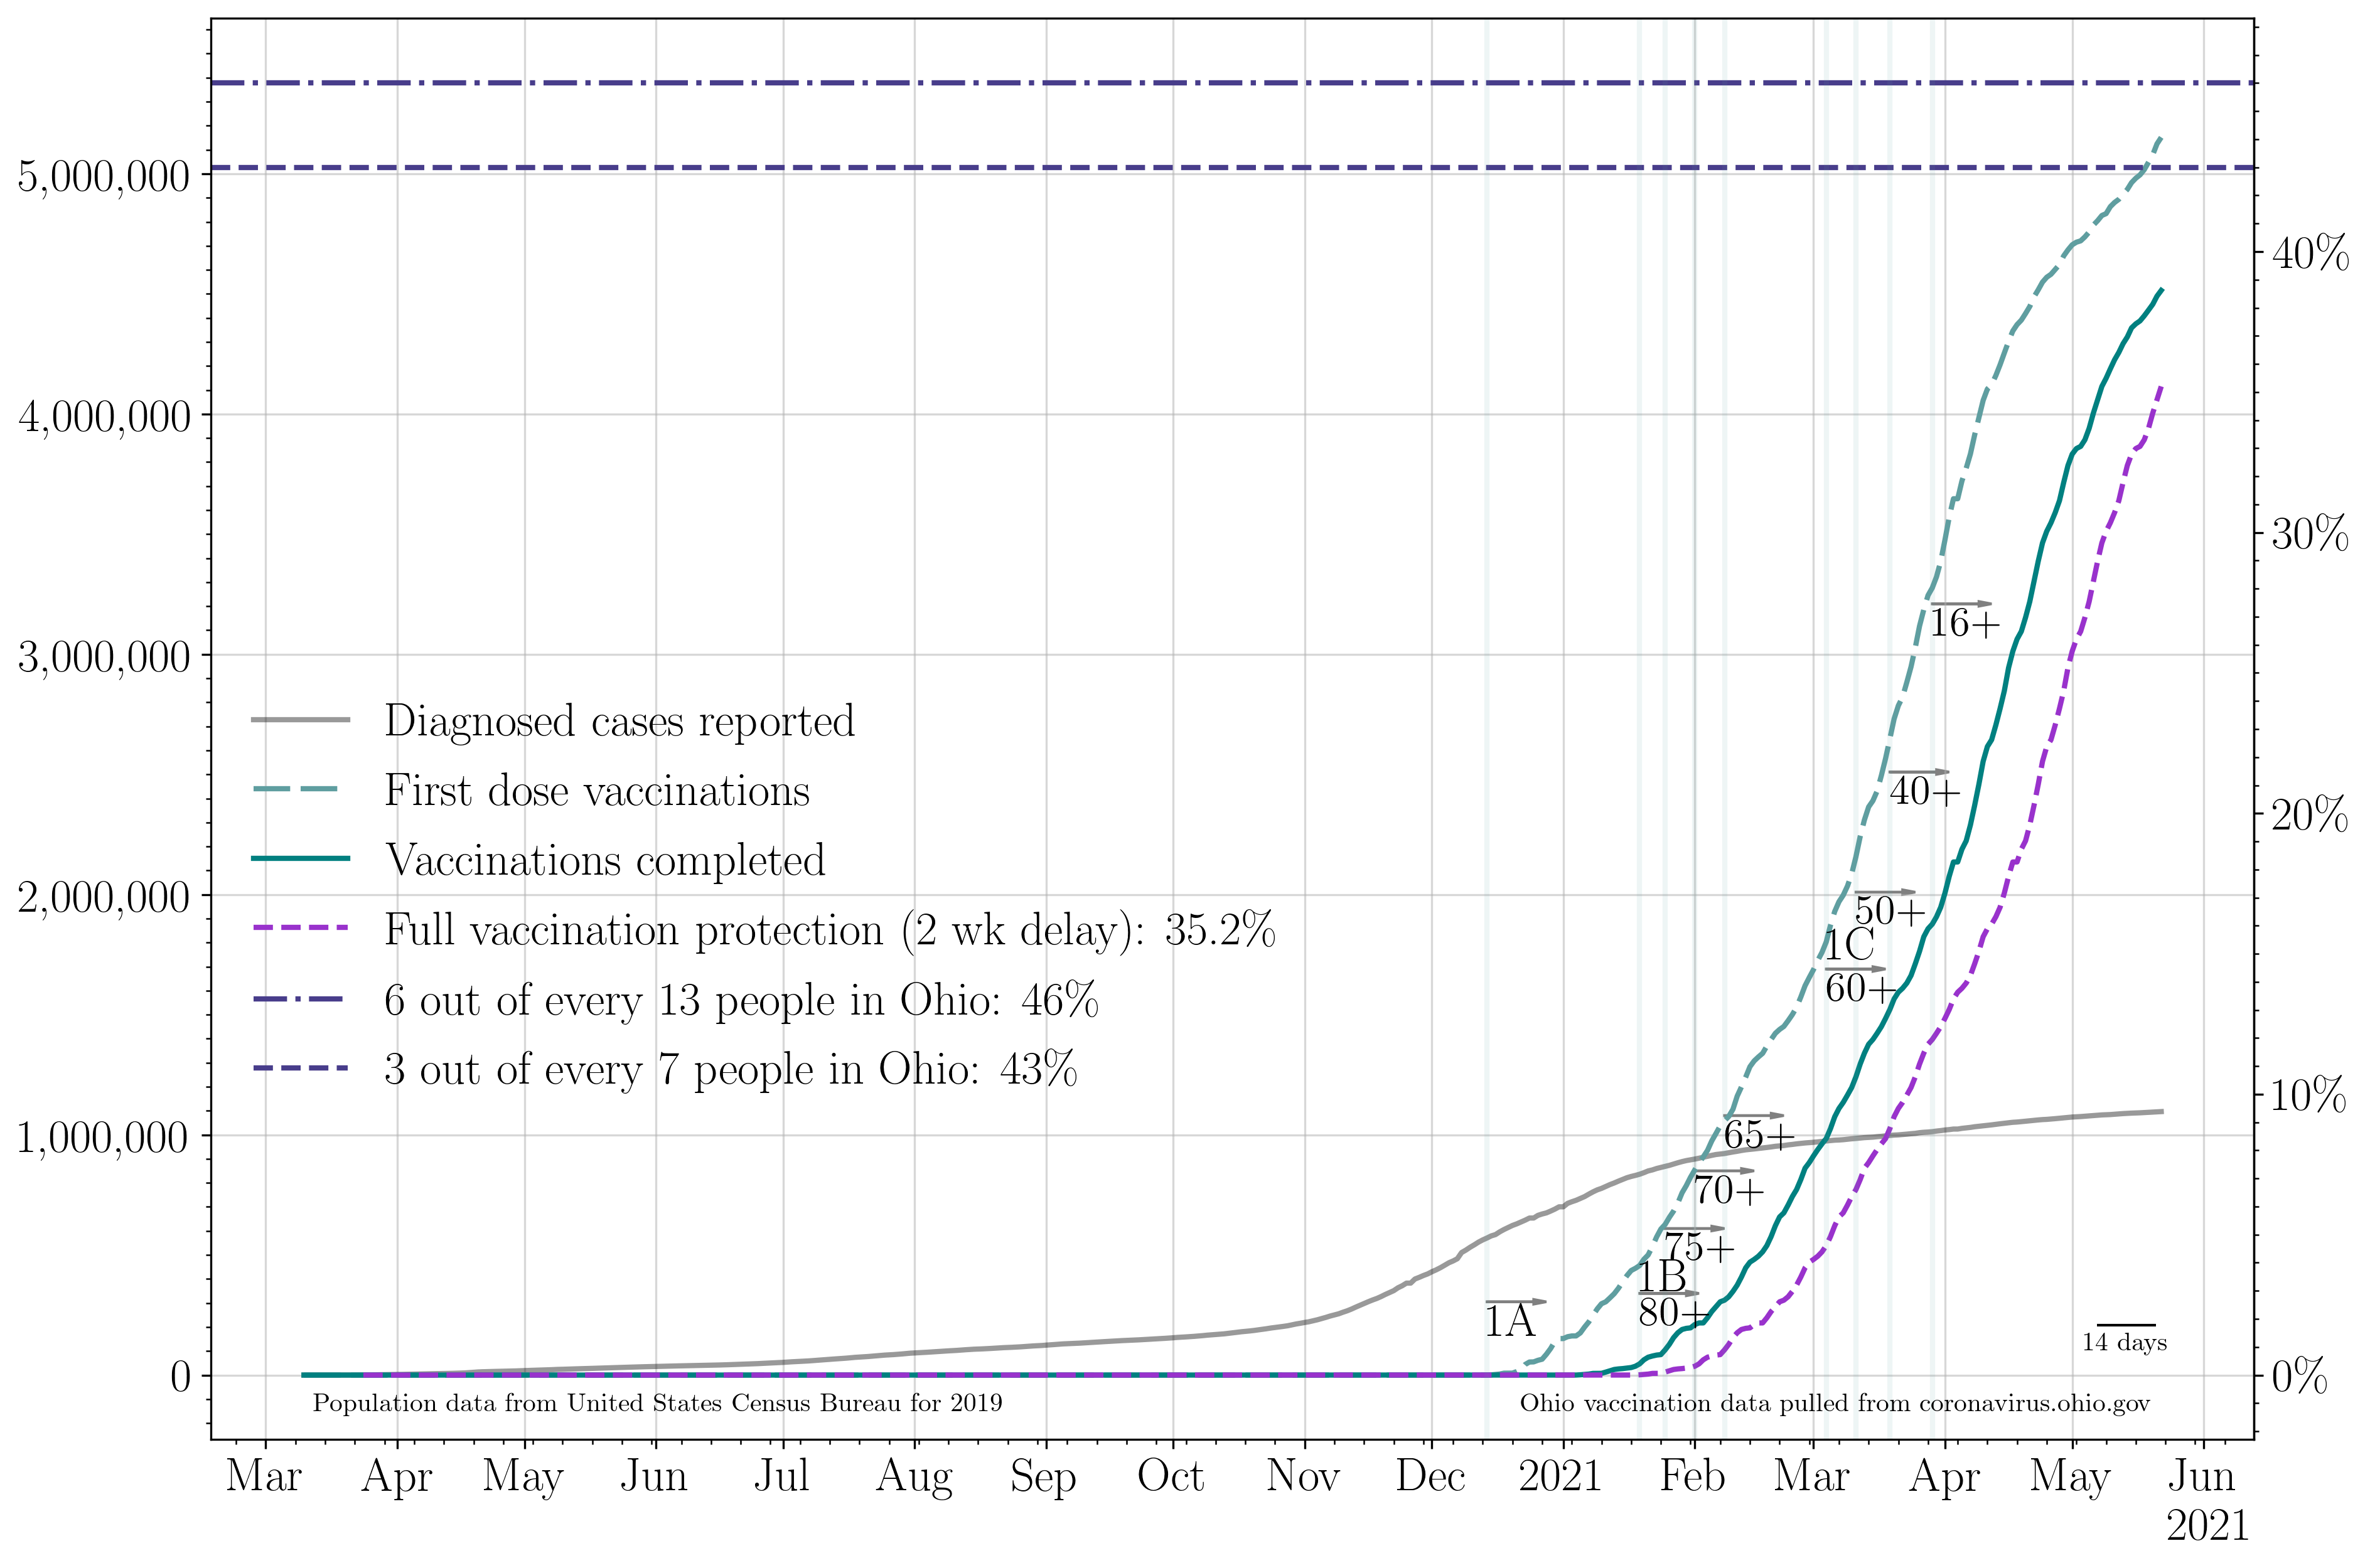 5,000,000
4,000,000
3,000,000
2,000,000
1,000,000
0
40%
30%
20%
10%
0%
Diagnosed cases reported
First dose vaccinations
Vaccinations completed
Full vaccination protection (2 wk delay): 35.2%
6 out of every 13 people in Ohio: 46%
3 out of every 7 people in Ohio: 43%
16+
40+
50+
1C
60+
65+
70+
75+
1B
80+
1A
14 days
Population data from United States Census Bureau for 2019
Ohio vaccination data pulled from coronavirus.ohio.gov
Mar Apr May Jun Jul Aug Sep Oct Nov Dec 2021 Feb Mar Apr May Jun
2021